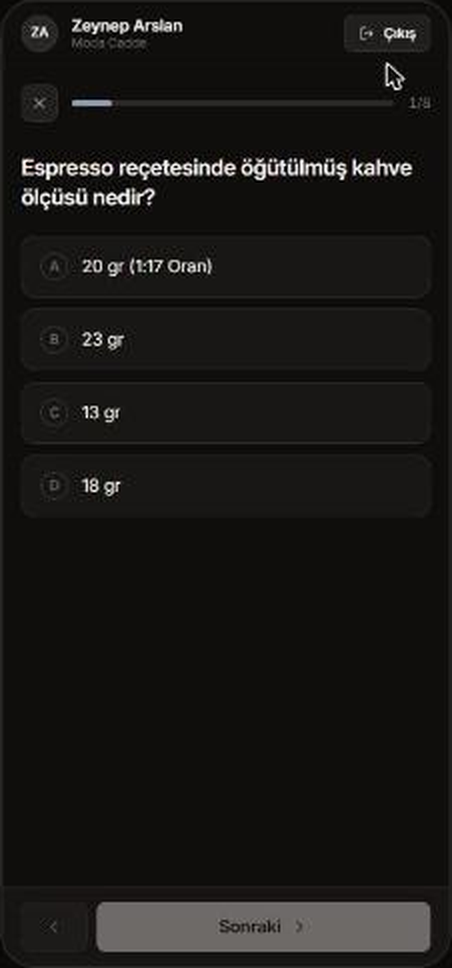 ZA
Zeynep Arslan
Moda Cadde
Çıkış
1/8
Espresso reçetesinde öğütülmüş kahve
ölçüsü nedir?
A 20 gr (1:17 Oran)
B 23 gr
C 13 gr
D 18 gr
Sonraki